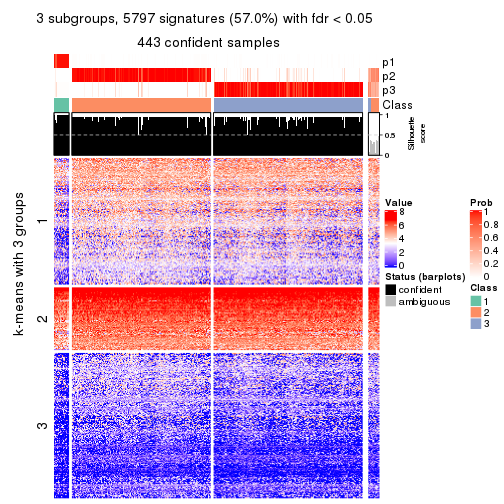 3 subgroups, 5797 signatures (57.0%) with fdr < 0.05
443 confident samples
p1
p2
p3
Class
1
0.5
0
Silhouette
score
k-means with 3 groups
1
2
3
Value
8
6
4
2
0
Status (barplots)
confident
ambiguous
Prob
1
0.8
0.6
0.4
0.2
0
Class
1
2
3